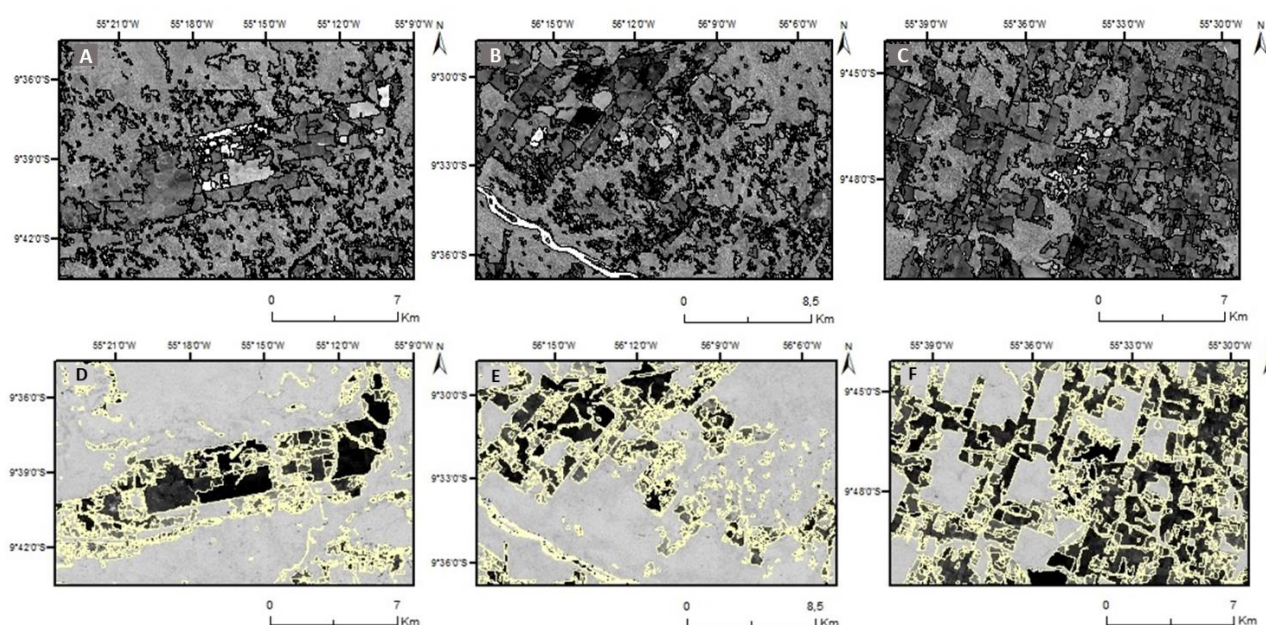 55°21'0"W 55°18'0"W 55°15'0"W 55°12'0"W 55°9'0"W N
A
9°36'0"S
9°39'0"S
9°42'0"S
0 7
Km
56°15'0"W 56°12'0"W 56°9'0"W 56°6'0"W N
B
9°30'0"S
9°33'0"S
9°36'0"S
0 8,5
Km
55°39'0"W 55°36'0"W 55°33'0"W 55°30'0"W N
C
9°45'0"S
9°48'0"S
0 7
Km
55°21'0"W 55°18'0"W 55°15'0"W 55°12'0"W 55°9'0"W N
D
9°36'0"S
9°39'0"S
9°42'0"S
0 7
Km
56°15'0"W 56°12'0"W 56°9'0"W 56°6'0"W N
E
9°30'0"S
9°33'0"S
9°36'0"S
0 8,5
Km
55°39'0"W 55°36'0"W 55°33'0"W 55°30'0"W
F
9°45'0"S
9°48'0"S
0 7
Km